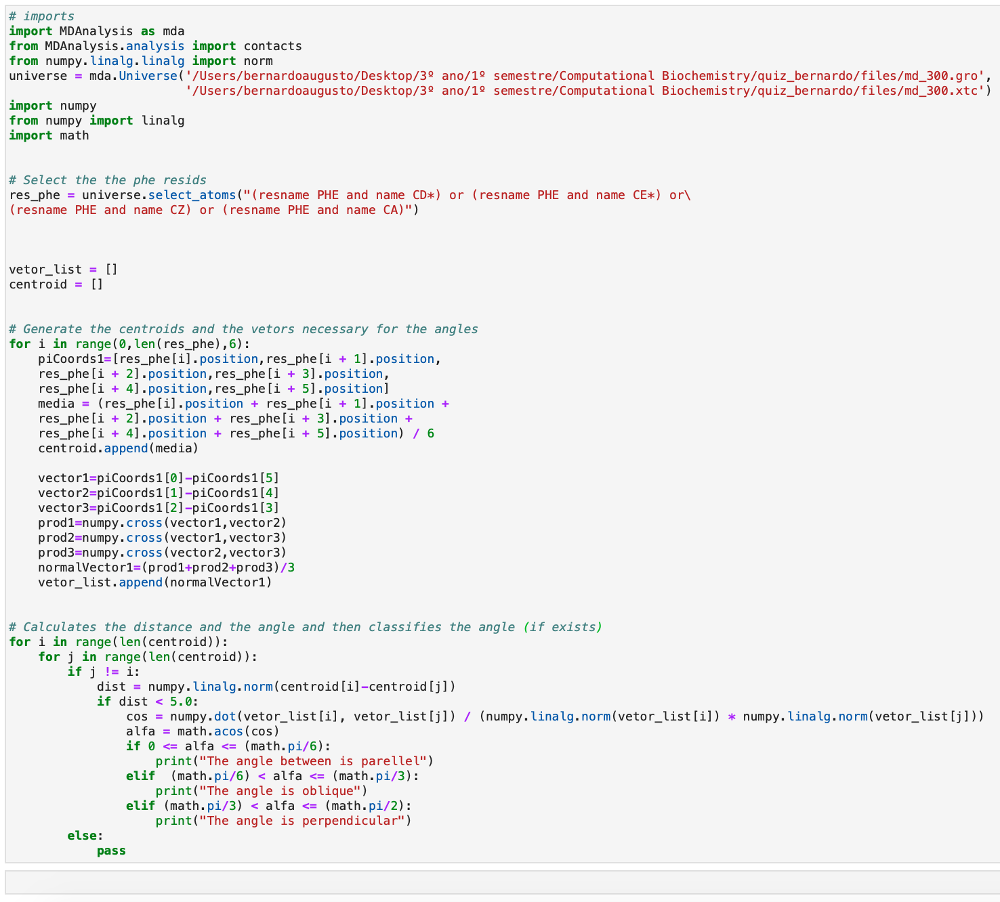 # imports
import MDAnalysis as mda
from MDAnalysis.analysis import contacts
from numpy.linalg.linalg import norm
universe = mda.Universe('/Users/bernardoaugusto/Desktop/3º ano/1º semestre/Computational Biochemistry/quiz_bernardo/files/md_300.gro',
                        '/Users/bernardoaugusto/Desktop/3º ano/1º semestre/Computational Biochemistry/quiz_bernardo/files/md_300.xtc')
import numpy
from numpy import linalg
import math
# Select the the phe resids
res_phe = universe.select_atoms("(resname PHE and name CD*) or (resname PHE and name CE*) or\
(resname PHE and name CZ) or (resname PHE and name CA)")
vetor_list = []
centroid = []
# Generate the centroids and the vetors necessary for the angles
for i in range(0,len(res_phe),6):
    piCoords1=[res_phe[i].position,res_phe[i + 1].position,
    res_phe[i + 2].position,res_phe[i + 3].position,
    res_phe[i + 4].position,res_phe[i + 5].position]
    media = (res_phe[i].position + res_phe[i + 1].position +
    res_phe[i + 2].position + res_phe[i + 3].position +
    res_phe[i + 4].position + res_phe[i + 5].position) / 6
    centroid.append(media)
    vector1=piCoords1[0]-piCoords1[5]
    vector2=piCoords1[1]-piCoords1[4]
    vector3=piCoords1[2]-piCoords1[3]
    prod1=numpy.cross(vector1,vector2)
    prod2=numpy.cross(vector1,vector3)
    prod3=numpy.cross(vector2,vector3)
    normalVector1=(prod1+prod2+prod3)/3
    vetor_list.append(normalVector1)
# Calculates the distance and the angle and then classifies the angle (if exists)
for i in range(len(centroid)):
    for j in range(len(centroid)):
        if j != i:
            dist = numpy.linalg.norm(centroid[i]-centroid[j])
            if dist < 5.0:
                cos = numpy.dot(vetor_list[i], vetor_list[j]) / (numpy.linalg.norm(vetor_list[i]) * numpy.linalg.norm(vetor_list[j]))
                alfa = math.acos(cos)
                if 0 <= alfa <= (math.pi/6):
                    print("The angle between is parellel")
                elif  (math.pi/6) < alfa <= (math.pi/3):
                    print("The angle is oblique")
                elif (math.pi/3) < alfa <= (math.pi/2):
                    print("The angle is perpendicular")
        else:
            pass